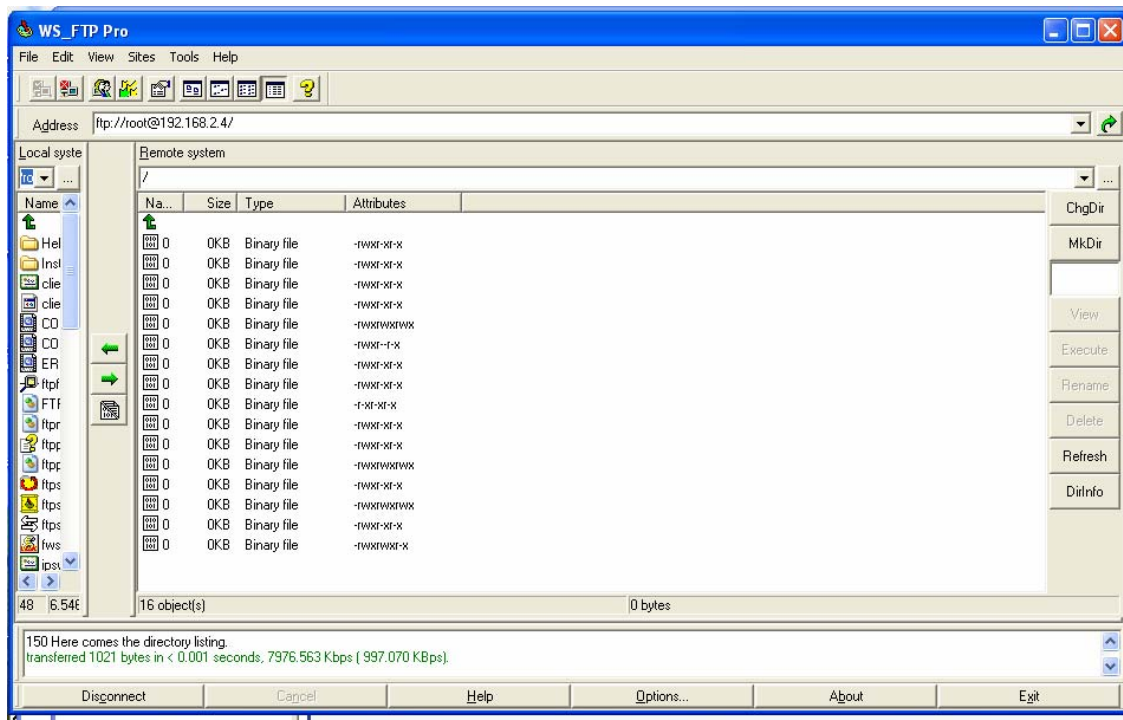 WS_FTP Pro
File Edit View Sites Tools Help
Address ftp://root@192.168.2.4/
Local syste
Remote system
/
Name
Hel
Inst
clie
clie
CO
CO
ER
ftpf
FTF
ftpr
ftpp
ftpp
ftps
ftps
ftps
fws
48 6.54
Na... Size Type Attributes
0 0KB Binary file -rwxr-xr-x
0 0KB Binary file -rwxr-xr-x
0 0KB Binary file -rwxr-xr-x
0 0KB Binary file -rwxr-xr-x
0 0KB Binary file -rwxrwxrwx
0 0KB Binary file -rwxr--r-x
0 0KB Binary file -rwxr-xr-x
0 0KB Binary file -rwxr-xr-x
0 0KB Binary file -r-xr-xr-x
0 0KB Binary file -rwxr-xr-x
0 0KB Binary file -rwxr-xr-x
0 0KB Binary file -rwxrwxrwx
0 0KB Binary file -rwxr-xr-x
0 0KB Binary file -rwxrwxrwx
0 0KB Binary file -rwxr-xr-x
0 0KB Binary file -rwxrwxr-x
16 object(s) 0 bytes
ChgDir
MkDir
View
Execute
Rename
Delete
Refresh
DirInfo
150 Here comes the directory listing.
transferred 1021 bytes in < 0.001 seconds, 7976.563 Kbps ( 997.070 KBps).
Disconnect Cancel Help Options... About Exit